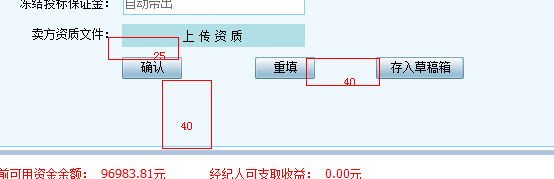 冻结投标保证金： 自动带出
卖方资质文件： 上 传 资 质
25
确认 重填 40 存入草稿箱
40
前可用资金余额： 96983.81元 经纪人可支取收益： 0.00元